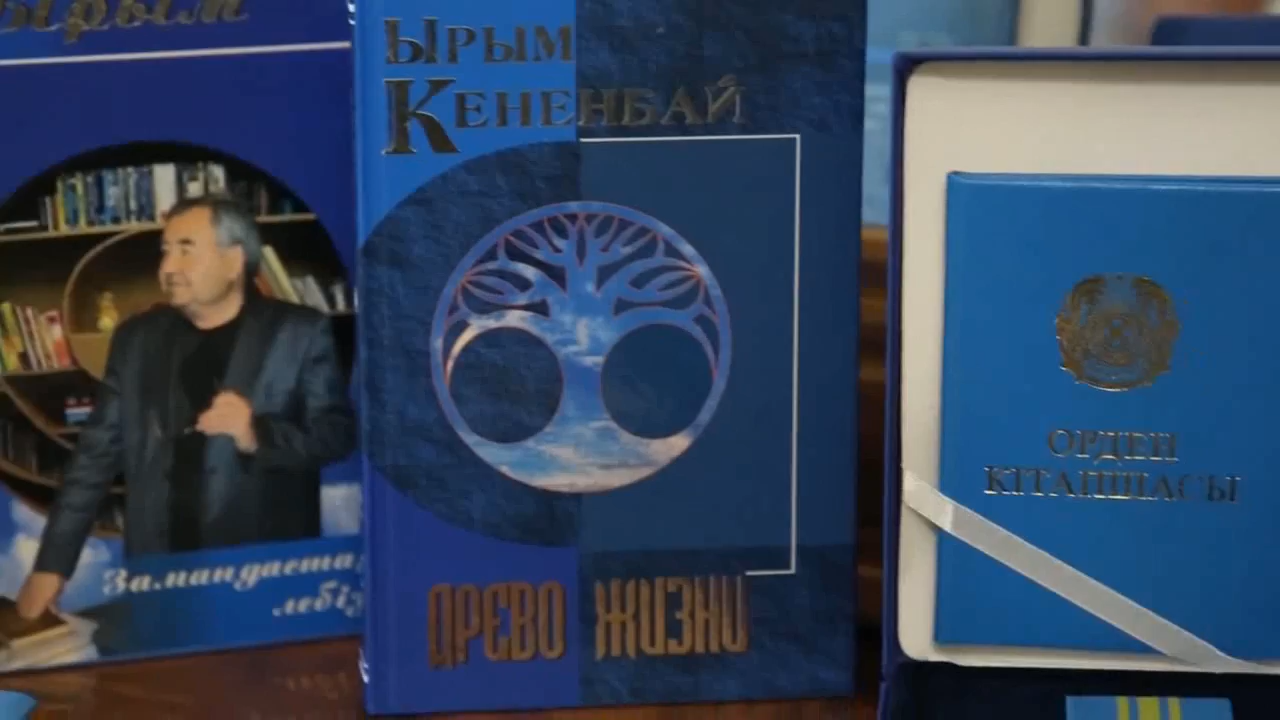 Ырым
Замандаста
лебіз
Ырым
Кененбай
ДРЕВО ЖИЗНИ
ОРДЕН
КІТАПШАСЫ